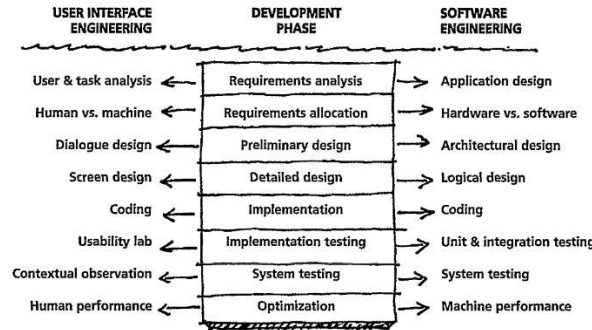 USER INTERFACE ENGINEERING
DEVELOPMENT PHASE
SOFTWARE ENGINEERING
User & task analysis Requirements analysis Application design
Human vs. machine Requirements allocation Hardware vs. software
Dialogue design Preliminary design Architectural design
Screen design Detailed design Logical design
Coding Implementation Coding
Usability lab Implementation testing Unit & integration testing
Contextual observation System testing System testing
Human performance Optimization Machine performance